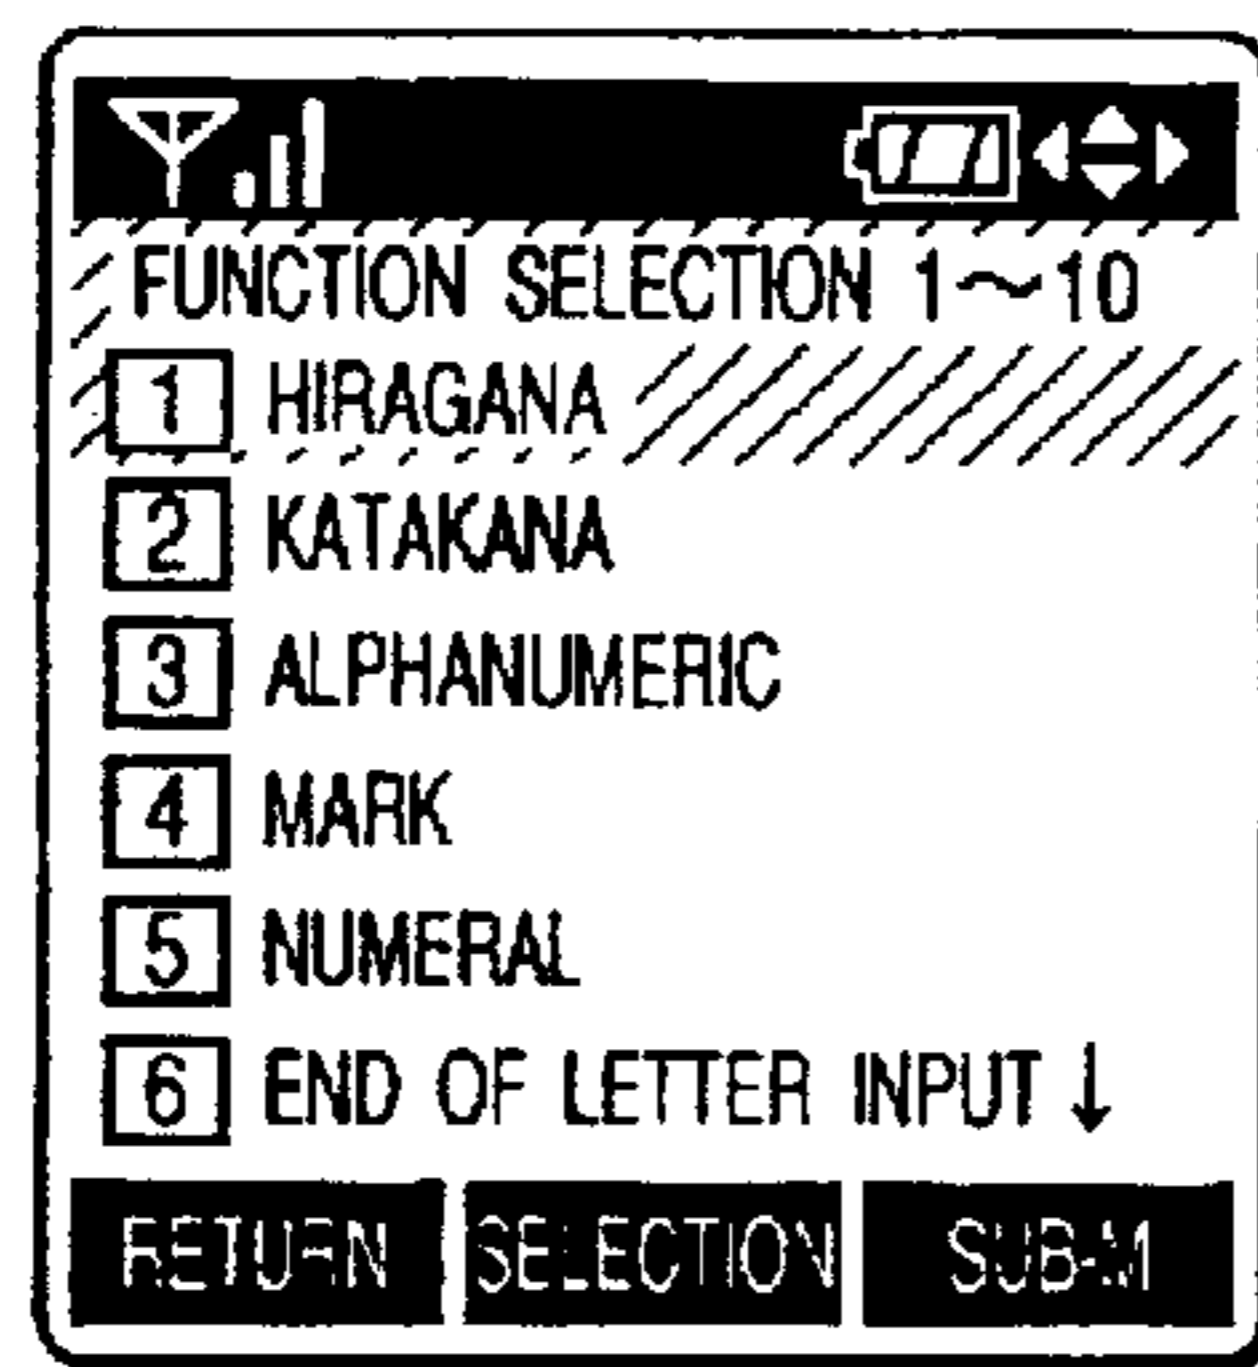 FUNCTION SELECTION 1〜10
1 HIRAGANA
2 KATAKANA
3 ALPHANUMERIC
4 MARK
5 NUMERAL
6 END OF LETTER INPUT ↓
RETURN SELECTION SUB-M